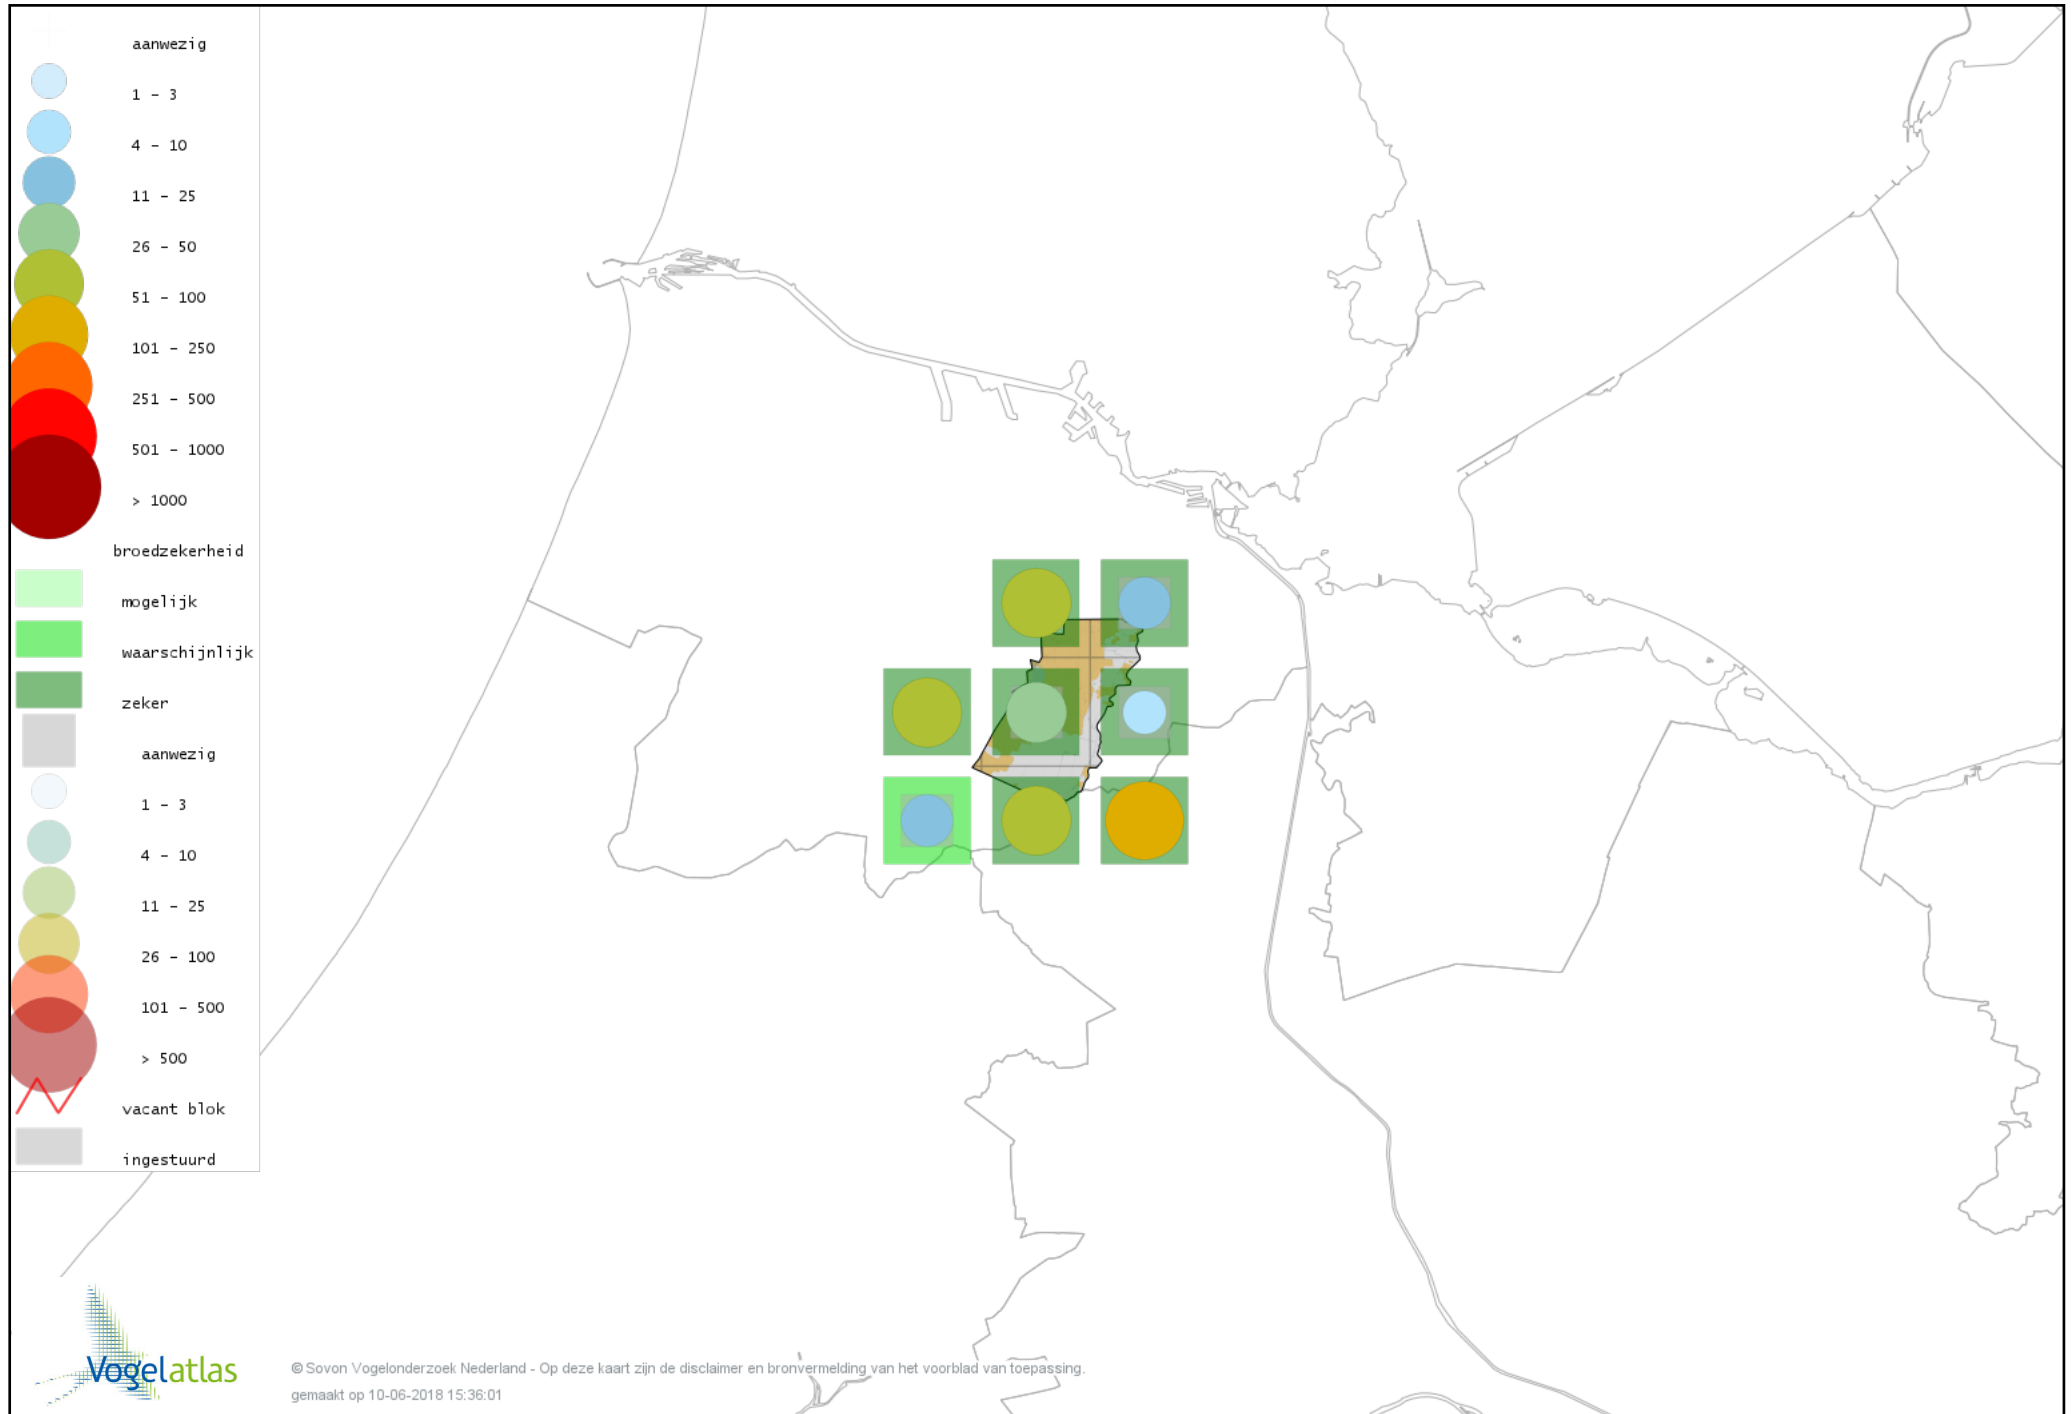 aanwezig
1 - 3
4 - 10
11 - 25
26 - 50
51 - 100
101 - 250
251 - 500
501 - 1000
> 1000
broedzekerheid
mogelijk
waarschijnlijk
zeker
aanwezig
1 - 3
4 - 10
11 - 25
26 - 100
101 - 500
> 500
vacant blok
ingestuurd
Vogelatlas
© Sovon Vogelonderzoek Nederland - Op deze kaart zijn de disclaimer en bronvermelding van het voorblad van toepassing.
gemaakt op 10-06-2018 15:36:01